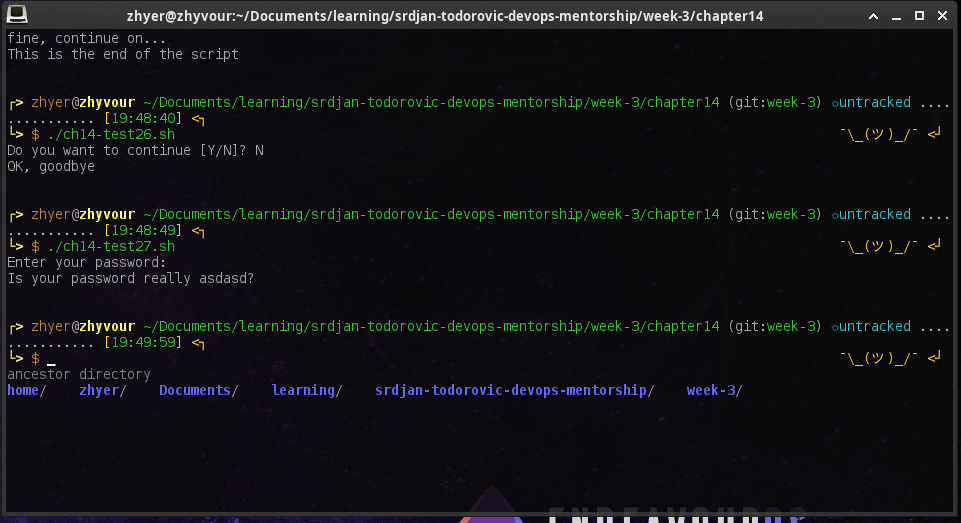 zhyer@zhyvour:~/Documents/learning/srdjan-todorovic-devops-mentorship/week-3/chapter14
fine, continue on...
This is the end of the script
┌> zhyer@zhyvour ~/Documents/learning/srdjan-todorovic-devops-mentorship/week-3/chapter14 (git:week-3) ✩untracked ....
........... [19:48:40] <┐
└> $ ./ch14-test26.sh ¯\_(ツ)_/¯ <┘
Do you want to continue [Y/N]? N
OK, goodbye
┌> zhyer@zhyvour ~/Documents/learning/srdjan-todorovic-devops-mentorship/week-3/chapter14 (git:week-3) ✩untracked ....
........... [19:48:49] <┐
└> $ ./ch14-test27.sh ¯\_(ツ)_/¯ <┘
Enter your password:
Is your password really asdasd?
┌> zhyer@zhyvour ~/Documents/learning/srdjan-todorovic-devops-mentorship/week-3/chapter14 (git:week-3) ✩untracked ....
........... [19:49:59] <┐
└> $ _ ¯\_(ツ)_/¯ <┘
ancestor directory
home/ zhyer/ Documents/ learning/ srdjan-todorovic-devops-mentorship/ week-3/
ENDEAVOUROS